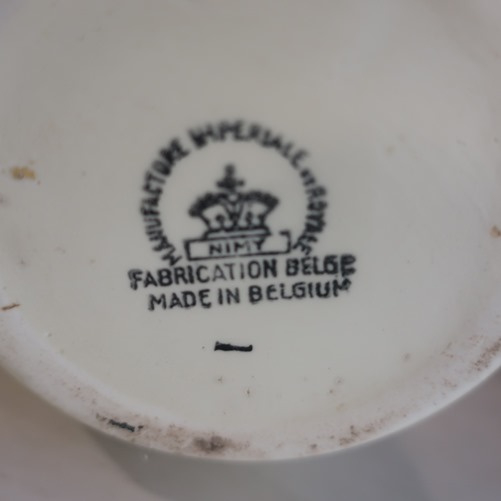 MANUFACTURE IMPERIALE ET ROYALE
NIMY
FABRICATION BELGE
MADE IN BELGIUM